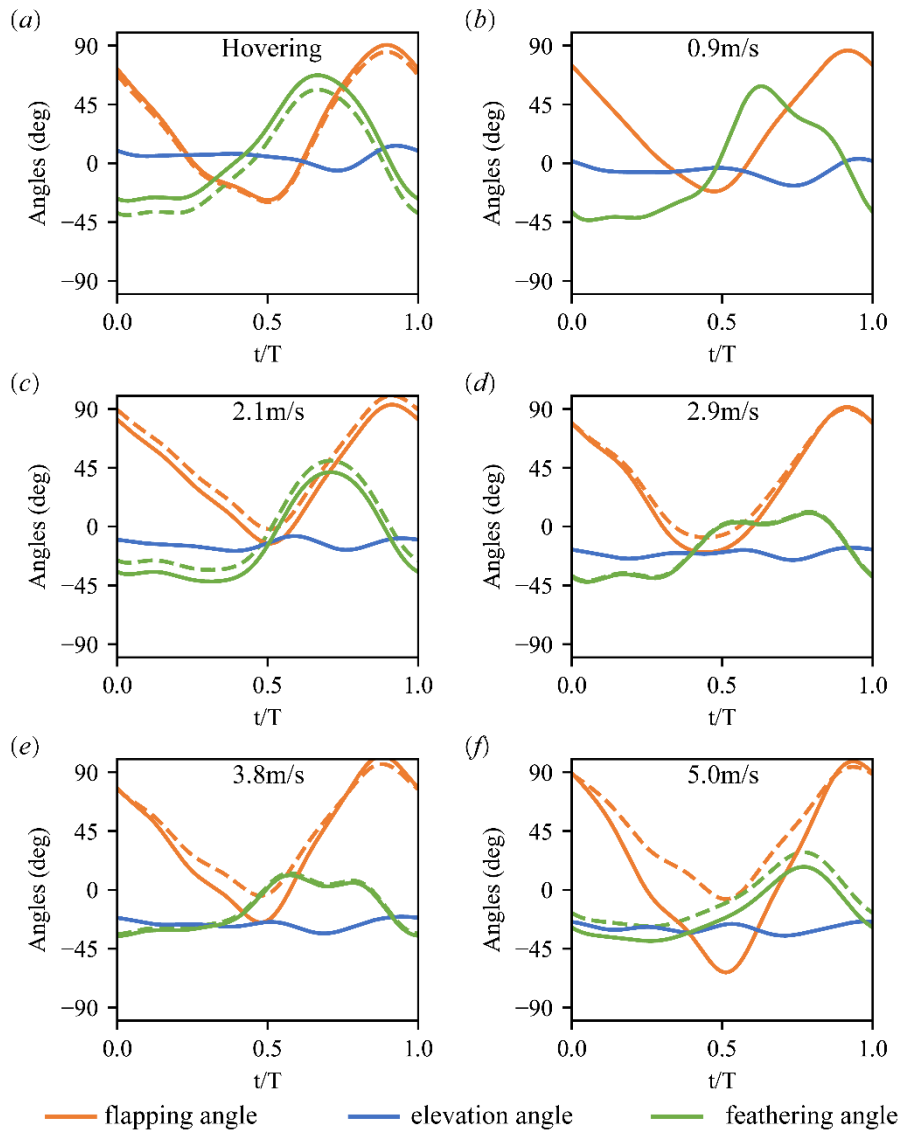 (a)
Hovering
90
45
0
−45
−90
Angles (deg)
0.0 0.5 1.0
t/T
(b)
0.9m/s
90
45
0
−45
−90
Angles (deg)
0.0 0.5 1.0
t/T
(c)
2.1m/s
90
45
0
−45
−90
Angles (deg)
0.0 0.5 1.0
t/T
(d)
2.9m/s
90
45
0
−45
−90
Angles (deg)
0.0 0.5 1.0
t/T
(e)
3.8m/s
90
45
0
−45
−90
Angles (deg)
0.0 0.5 1.0
t/T
(f)
5.0m/s
90
45
0
−45
−90
Angles (deg)
0.0 0.5 1.0
t/T
flapping angle elevation angle feathering angle